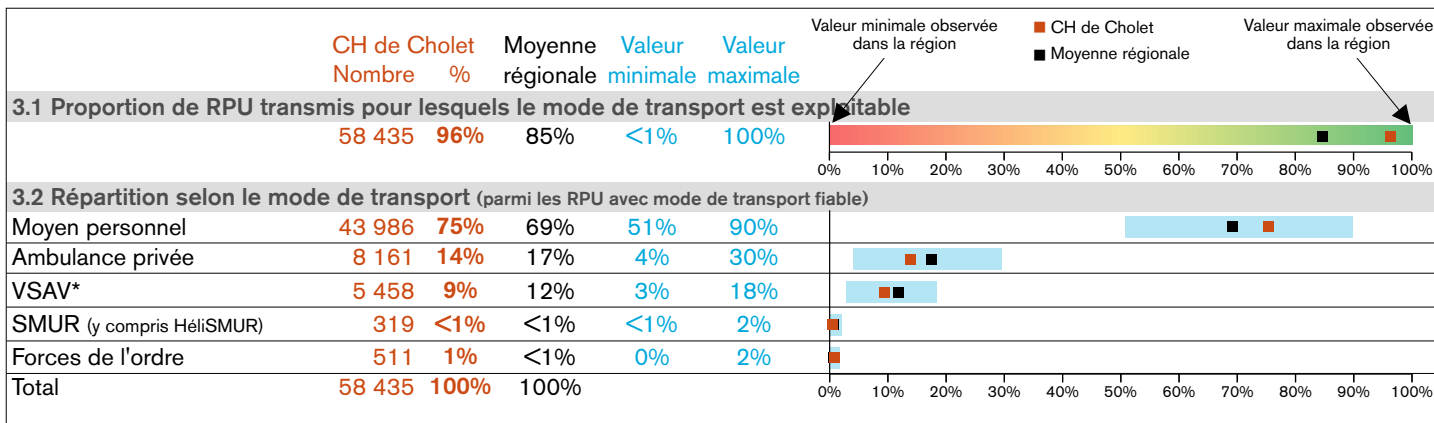 CH de Cholet Moyenne Valeur Valeur
Nombre % régionale minimale maximale
Valeur minimale observée
dans la région
CH de Cholet
Moyenne régionale
Valeur maximale observée
dans la région
3.1 Proportion de RPU transmis pour lesquels le mode de transport est exploitable
58 435 96% 85% <1% 100%
0% 10% 20% 30% 40% 50% 60% 70% 80% 90% 100%
3.2 Répartition selon le mode de transport (parmi les RPU avec mode de transport fiable)
Moyen personnel 43 986 75% 69% 51% 90%
Ambulance privée 8 161 14% 17% 4% 30%
VSAV* 5 458 9% 12% 3% 18%
SMUR (y compris HéliSMUR) 319 <1% <1% <1% 2%
Forces de l'ordre 511 1% <1% 0% 2%
Total 58 435 100% 100%
0% 10% 20% 30% 40% 50% 60% 70% 80% 90% 100%